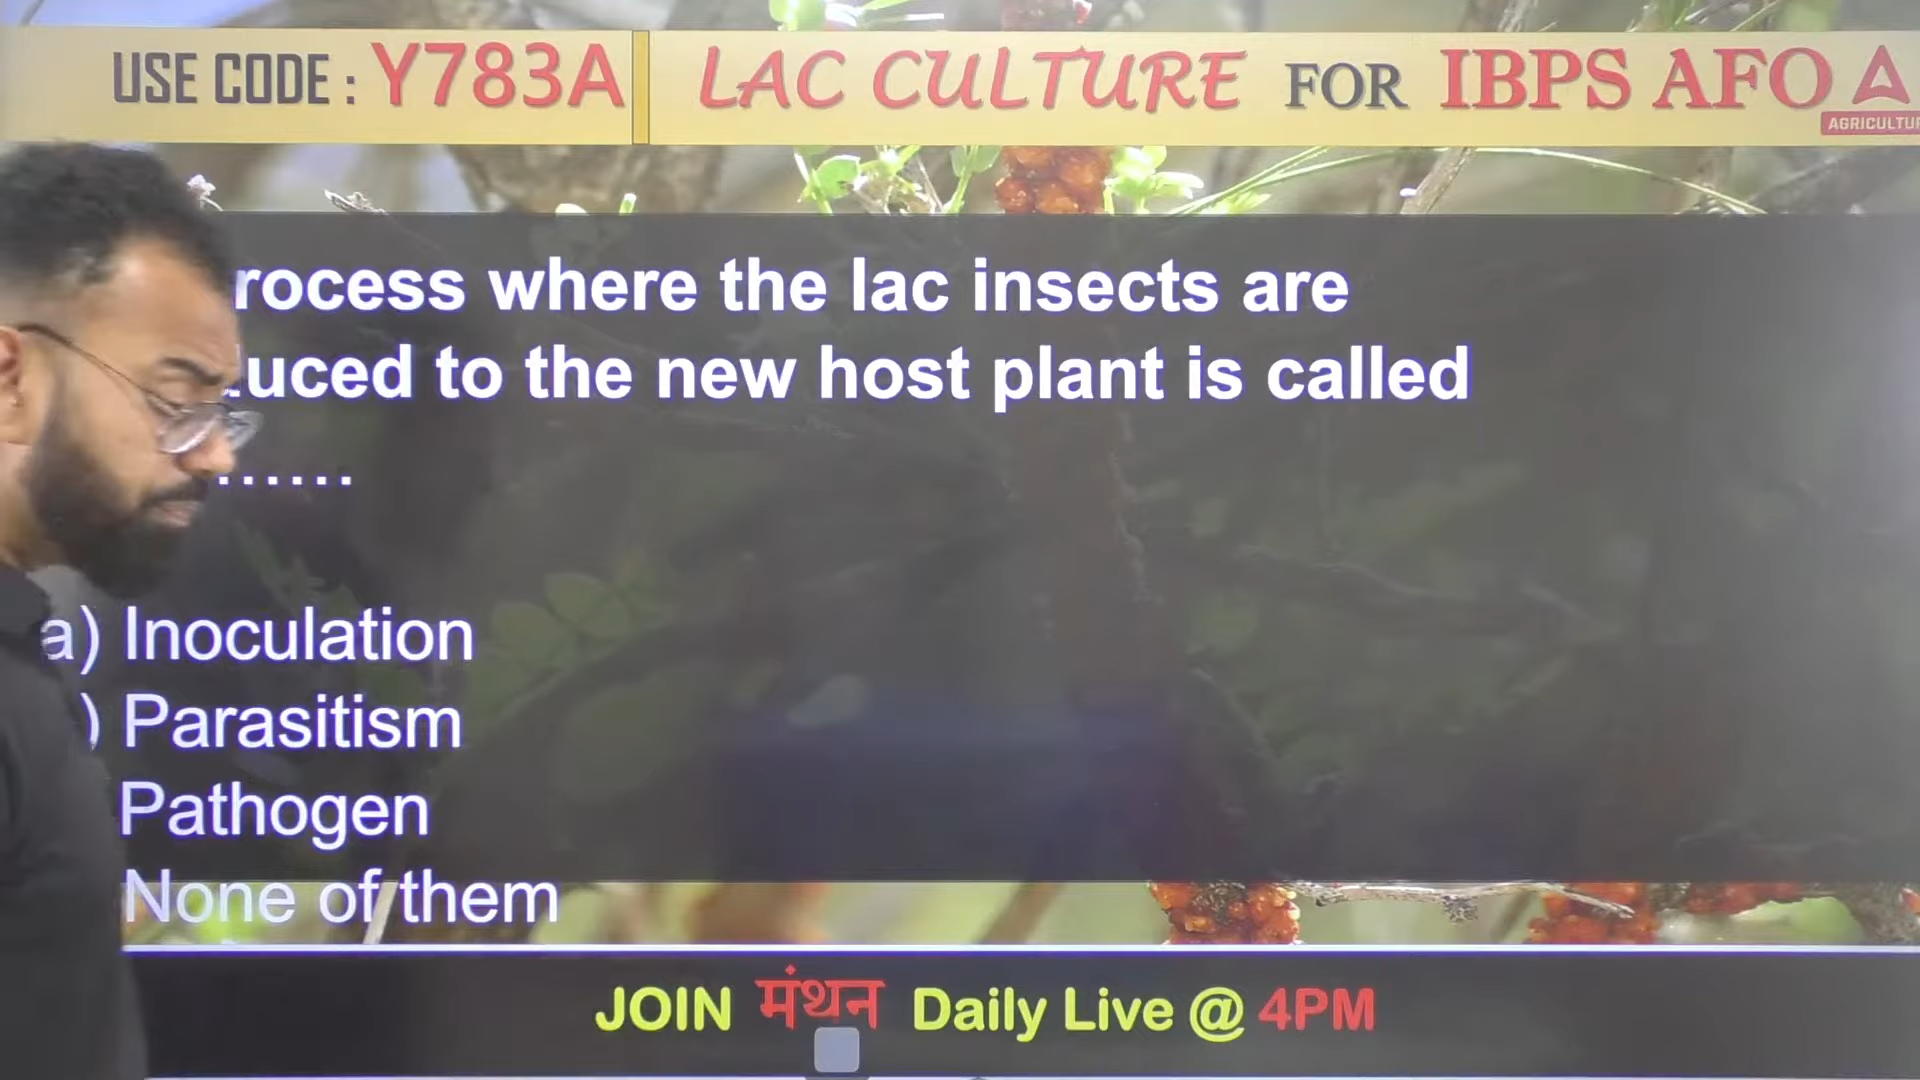 USE CODE : Y783A LAC CULTURE FOR IBPS AFO
AGRICULTU
rocess where the lac insects are
uced to the new host plant is called
......
a) Inoculation
) Parasitism
Pathogen
None of them
JOIN मंथन Daily Live @ 4PM